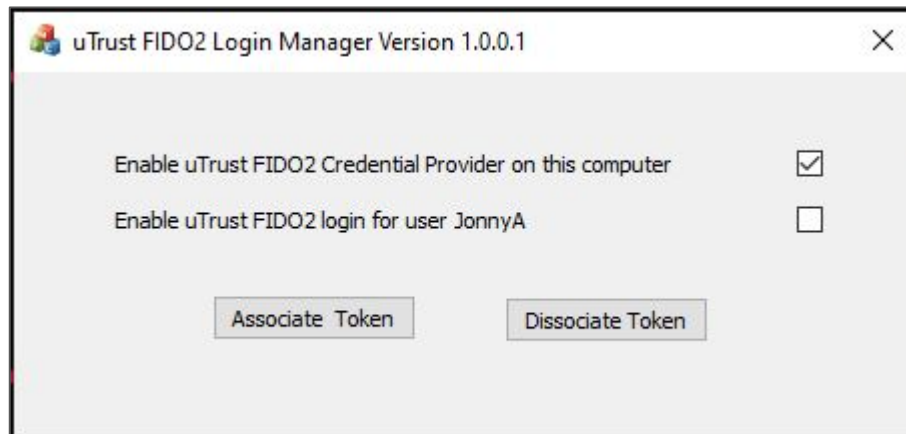 uTrust FIDO2 Login Manager Version 1.0.0.1
Enable uTrust FIDO2 Credential Provider on this computer
Enable uTrust FIDO2 login for user JonnyA
Associate  Token
Dissociate Token